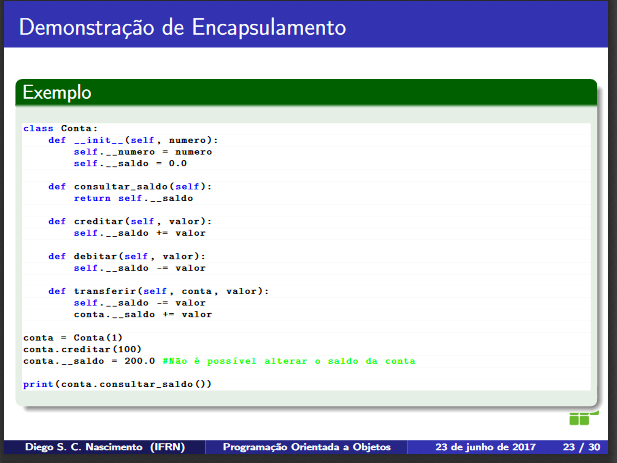 Demonstração de Encapsulamento
Exemplo
class Conta:
    def __init__(self, numero):
        self.__numero = numero
        self.__saldo = 0.0
    def consultar_saldo(self):
        return self.__saldo
    def creditar(self, valor):
        self.__saldo += valor
    def debitar(self, valor):
        self.__saldo -= valor
    def transferir(self, conta, valor):
        self.__saldo -= valor
        conta.__saldo += valor
conta = Conta(1)
conta.creditar(100)
conta.__saldo = 200.0 #Não é possível alterar o saldo da conta
print(conta.consultar_saldo())
Diego S. C. Nascimento (IFRN) Programação Orientada a Objetos 23 de junho de 2017 23 / 30